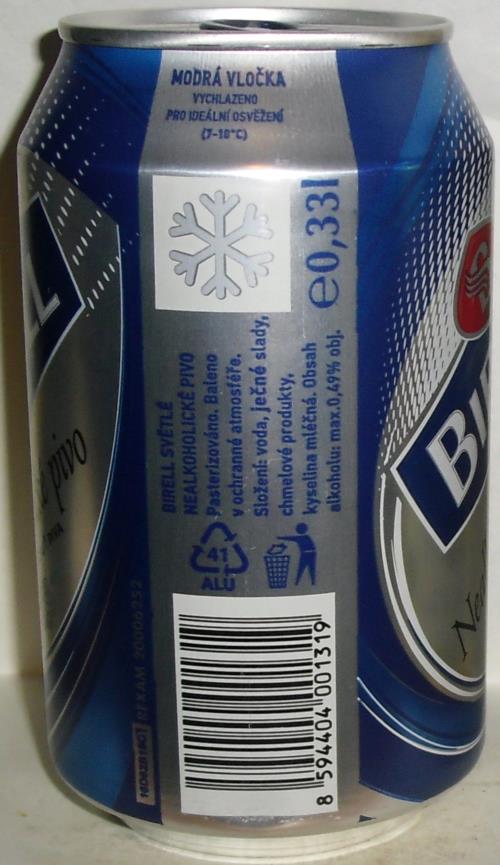 MODRÁ VLOČKA
VYCHLAZENO
PRO IDEÁLNÍ OSVĚŽENÍ
(7-10°C)
e0,33l
BIRELL SVĚTLÉ
NEALKOHOLICKÉ PIVO
Pasterizováno. Baleno
v ochranné atmosféře.
Složení: voda, ječné slady,
chmelové produkty,
kyselina mléčná. Obsah
alkoholu: max.0,49% obj.
41
ALU
REXAM 20006352
8 594404 001319
pivo